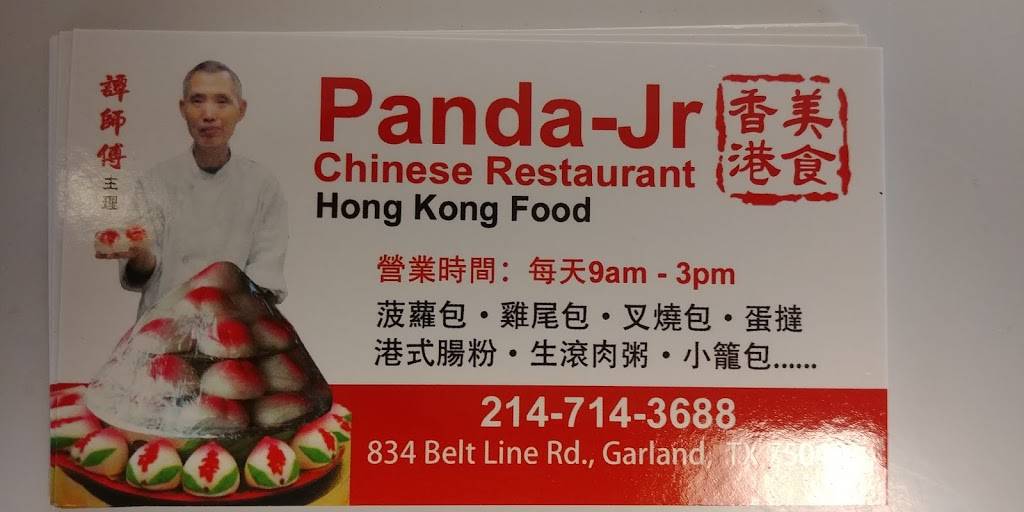 譚師傅
主理
Panda-Jr
Chinese Restaurant
Hong Kong Food
香港
美食
營業時間：每天9am - 3pm
菠蘿包・雞尾包・叉燒包・蛋撻
港式腸粉・生滾肉粥・小籠包......
214-714-3688
834 Belt Line Rd., Garland, TX